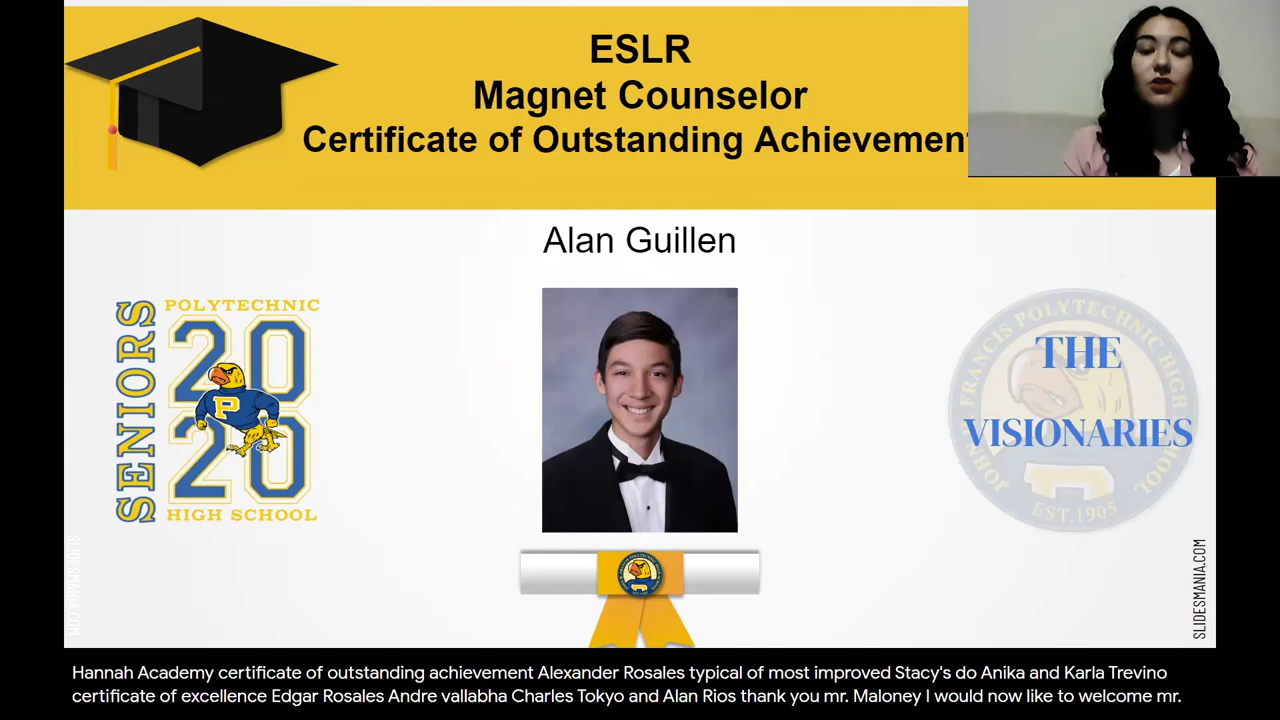 ESLR
Magnet Counselor
Certificate of Outstanding Achievement
Alan Guillen
SENIORS
POLYTECHNIC
20
P
20
HIGH SCHOOL
JOHN FRANCIS POLYTECHNIC HIGH SCHOOL
THE
VISIONARIES
EST.1905
SLIDESMANIA.COM
SLIDESMANIA.COM
Hannah Academy certificate of outstanding achievement Alexander Rosales typical of most improved Stacy's do Anika and Karla Trevino
certificate of excellence Edgar Rosales Andre vallabha Charles Tokyo and Alan Rios thank you mr. Maloney I would now like to welcome mr.